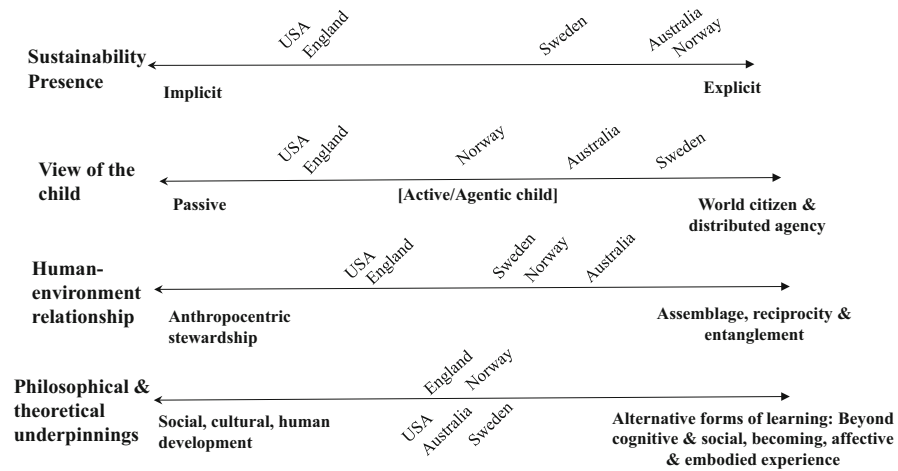 USA
England
Sweden
Australia
Norway
Sustainability
Presence
Implicit
Explicit
USA
England
Norway
Australia
Sweden
View of the
child
Passive
[Active/Agentic child]
World citizen &
distributed agency
USA
England
Sweden
Norway
Australia
Human-
environment
relationship
Anthropocentric
stewardship
Assemblage, reciprocity &
entanglement
England
Norway
Philosophical &
theoretical
underpinnings
Social, cultural, human
development
USA
Australia
Sweden
Alternative forms of learning: Beyond
cognitive & social, becoming, affective
& embodied experience